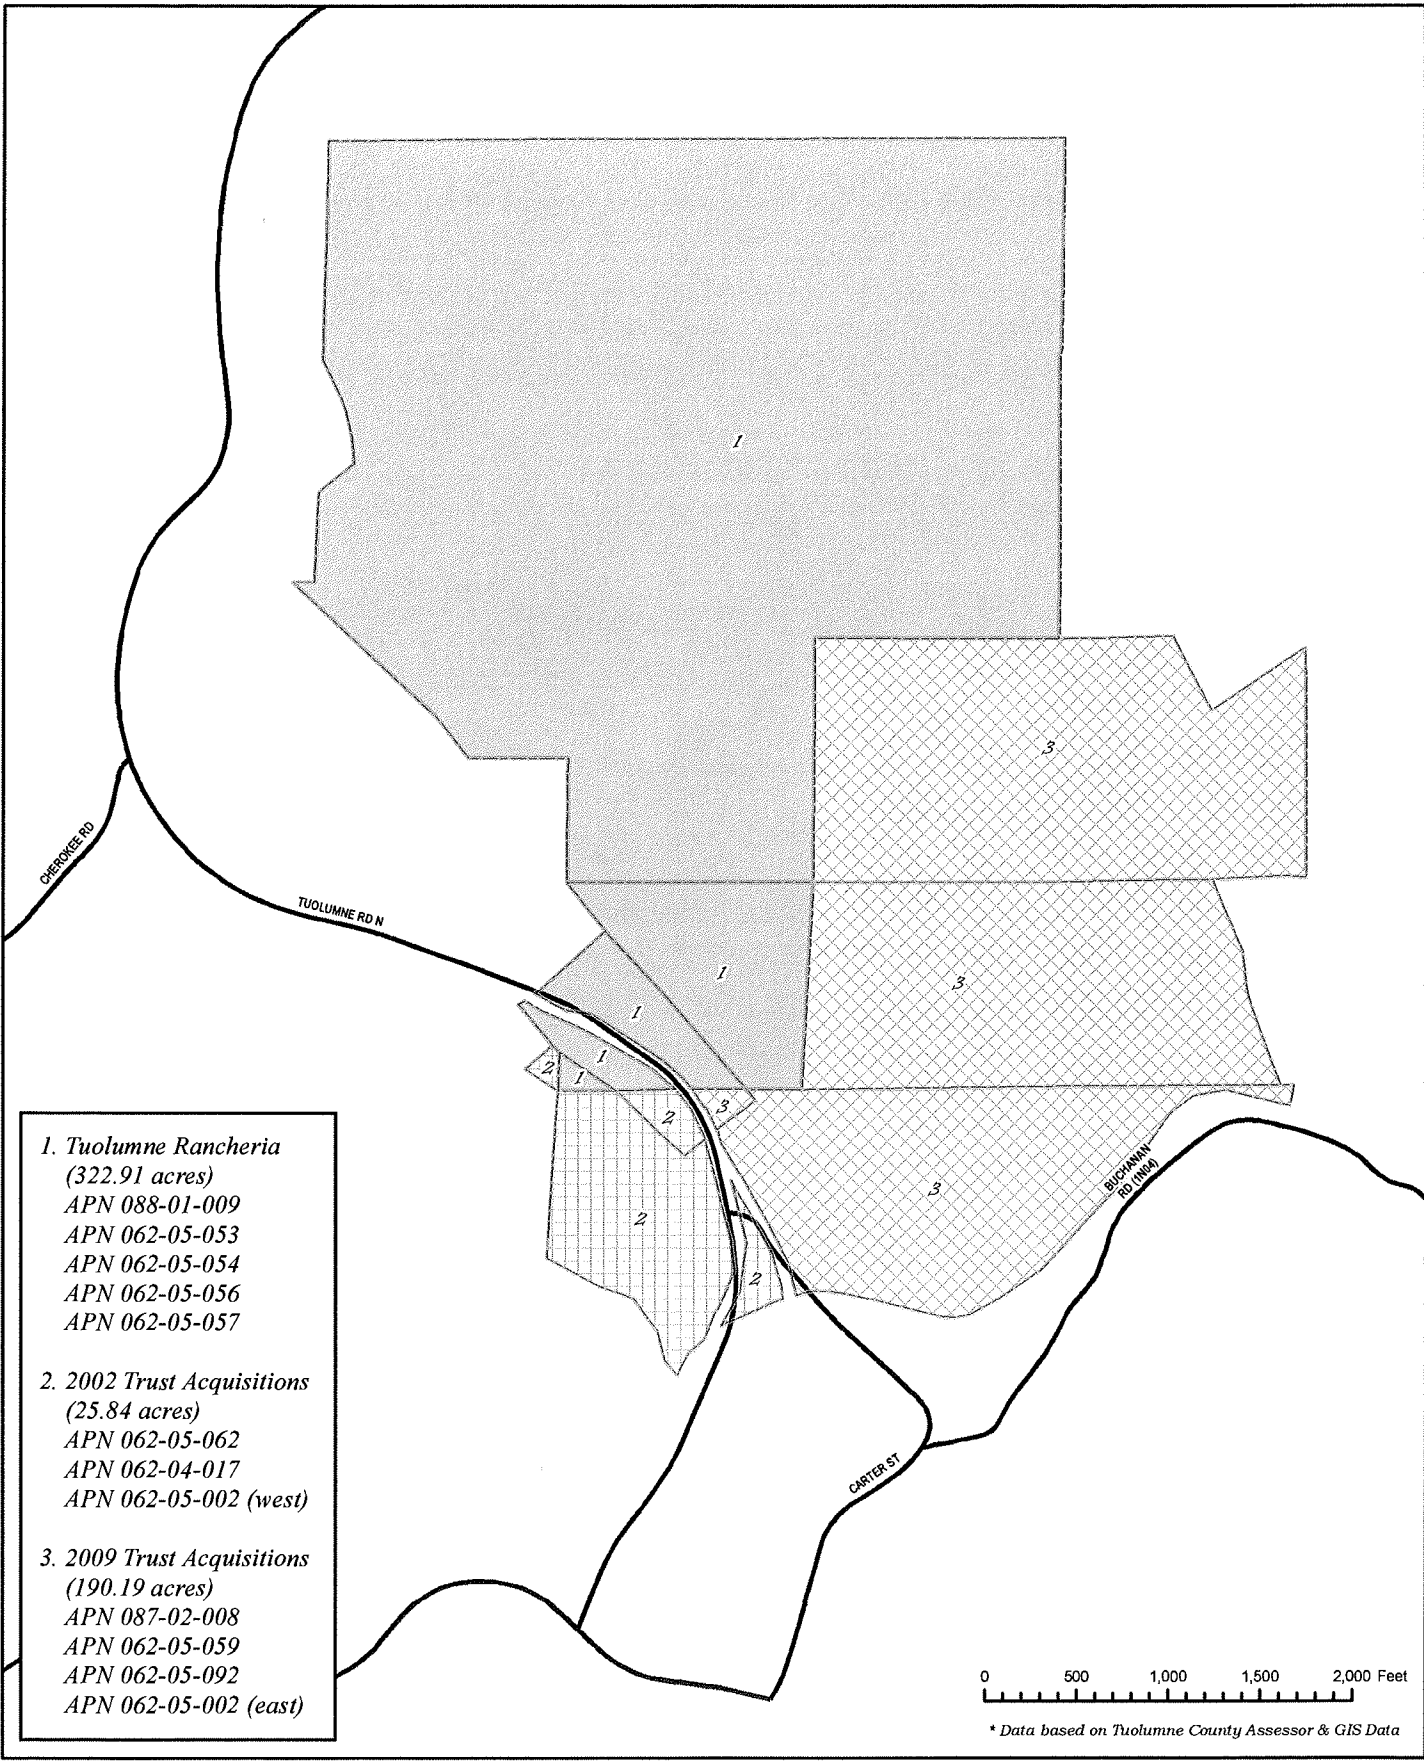 1
3
CHEROKEE RD
TUOLUMNE RD N
1
3
1
1
2
1
3
2
BUCHANAN
RD (1N04)
3
2
2
1. Tuolumne Rancheria
(322.91 acres)
APN 088-01-009
APN 062-05-053
APN 062-05-054
APN 062-05-056
APN 062-05-057
2. 2002 Trust Acquisitions
(25.84 acres)
APN 062-05-062
APN 062-04-017
APN 062-05-002 (west)
3. 2009 Trust Acquisitions
(190.19 acres)
APN 087-02-008
APN 062-05-059
APN 062-05-092
APN 062-05-002 (east)
CARTER ST
0 500 1,000 1,500 2,000 Feet
* Data based on Tuolumne County Assessor & GIS Data